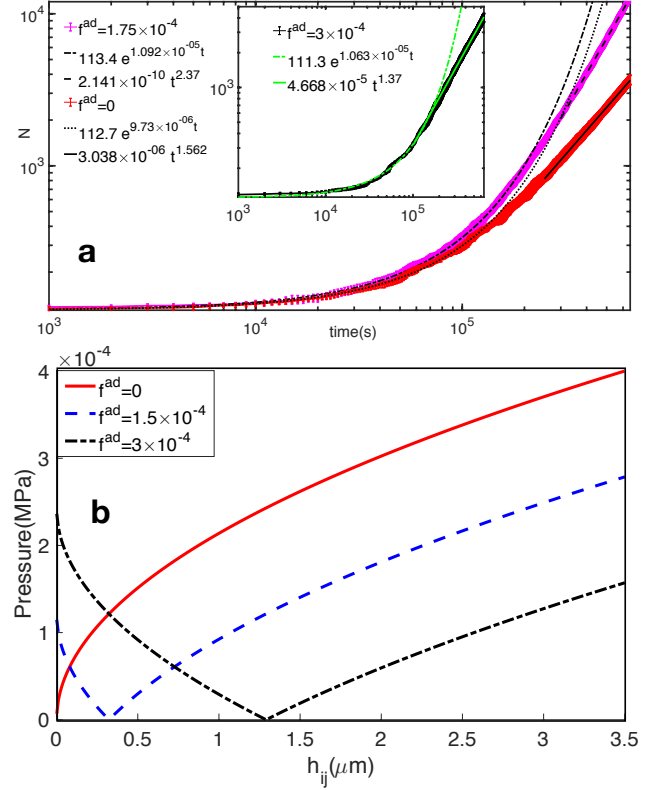 f^ad=1.75×10^-4
113.4 e^1.092×10^-05 t
2.141×10^-10 t^2.37
f^ad=0
112.7 e^9.73×10^-06 t
3.038×10^-06 t^1.562
f^ad=3×10^-4
111.3 e^1.063×10^-05 t
4.668×10^-5 t^1.37
10^3
10^3 10^4 10^5
10^4
10^3
10^2
N
a
10^3 10^4 10^5
time(s)
×10^-4
f^ad=0
f^ad=1.5×10^-4
f^ad=3×10^-4
b
4
3
2
1
0
Pressure(MPa)
0 0.5 1 1.5 2 2.5 3 3.5
h_ij(μm)